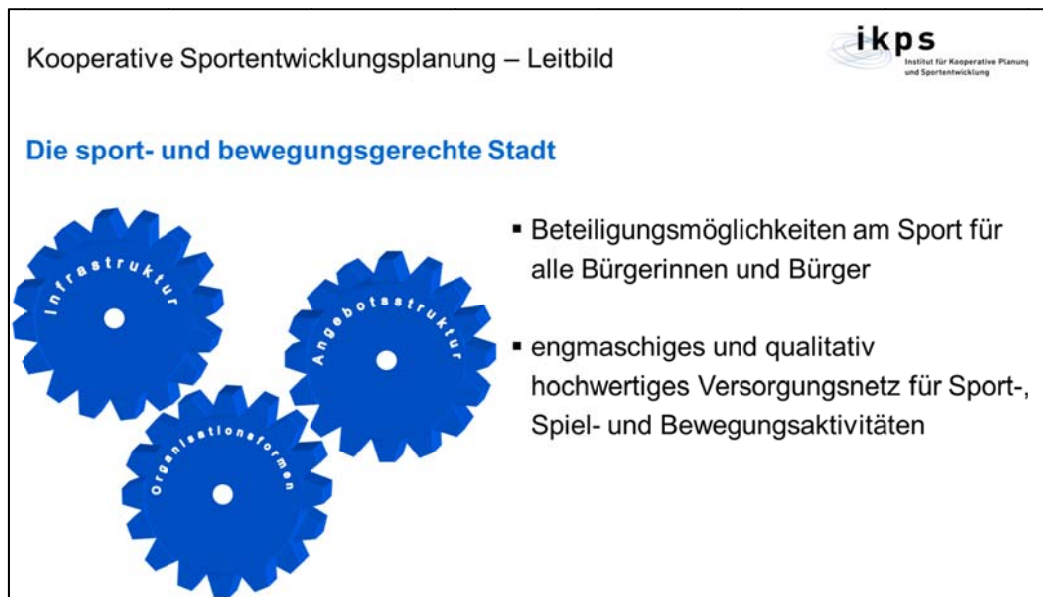 Kooperative Sportentwicklungsplanung – Leitbild
ikps
Institut für Kooperative Planung
und Sportentwicklung
Die sport- und bewegungsgerechte Stadt
Infrastruktur
Angebotsstruktur
Organisationsformen
▪ Beteiligungsmöglichkeiten am Sport für
alle Bürgerinnen und Bürger
▪ engmaschiges und qualitativ
hochwertiges Versorgungsnetz für Sport-,
Spiel- und Bewegungsaktivitäten